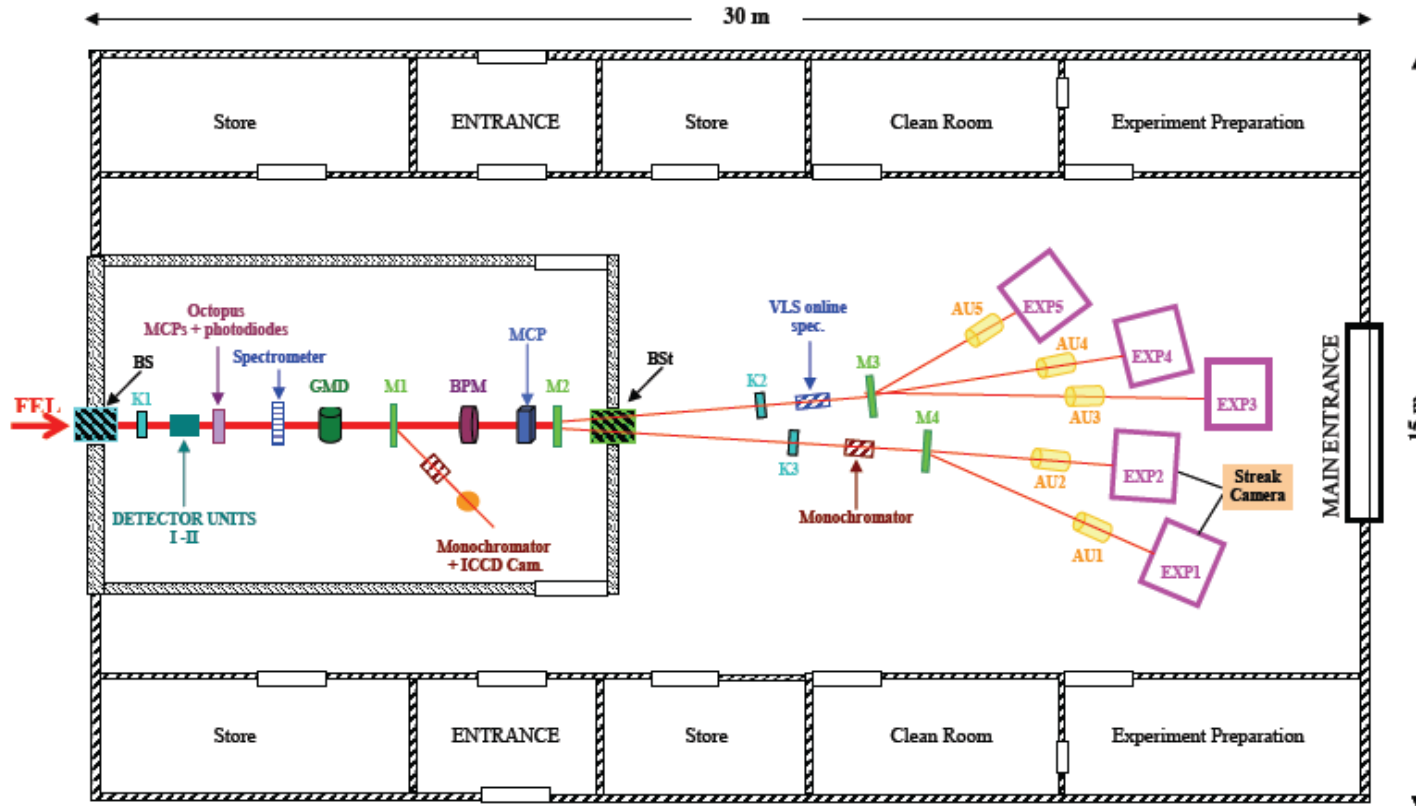 30 m
Store
ENTRANCE
Store
Clean Room
Experiment Preparation
Octopus
MCPs + photodiodes
BS
K1
Spectrometer
GMD
M1
BPM
MCP
M2
BSt
FEL
DETECTOR UNITS
I -II
Monochromator
+ ICCD Cam.
VLS online
spec.
K2
M3
AU5
EXP5
AU4
EXP4
AU3
EXP3
K3
Monochromator
M4
AU2
EXP2
AU1
EXP1
Streak
Camera
MAIN ENTRANCE
15 m
Store
ENTRANCE
Store
Clean Room
Experiment Preparation